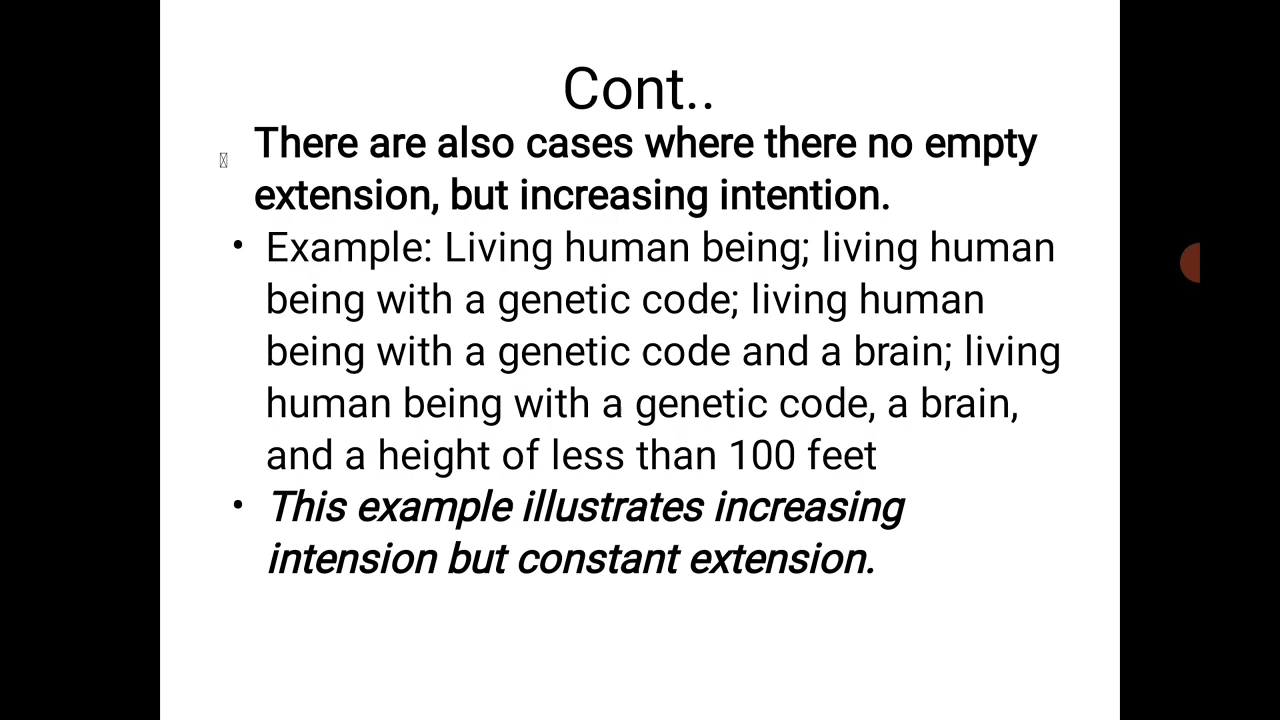 Cont..
There are also cases where there no empty
extension, but increasing intention.
• Example: Living human being; living human
being with a genetic code; living human
being with a genetic code and a brain; living
human being with a genetic code, a brain,
and a height of less than 100 feet
• This example illustrates increasing
intension but constant extension.